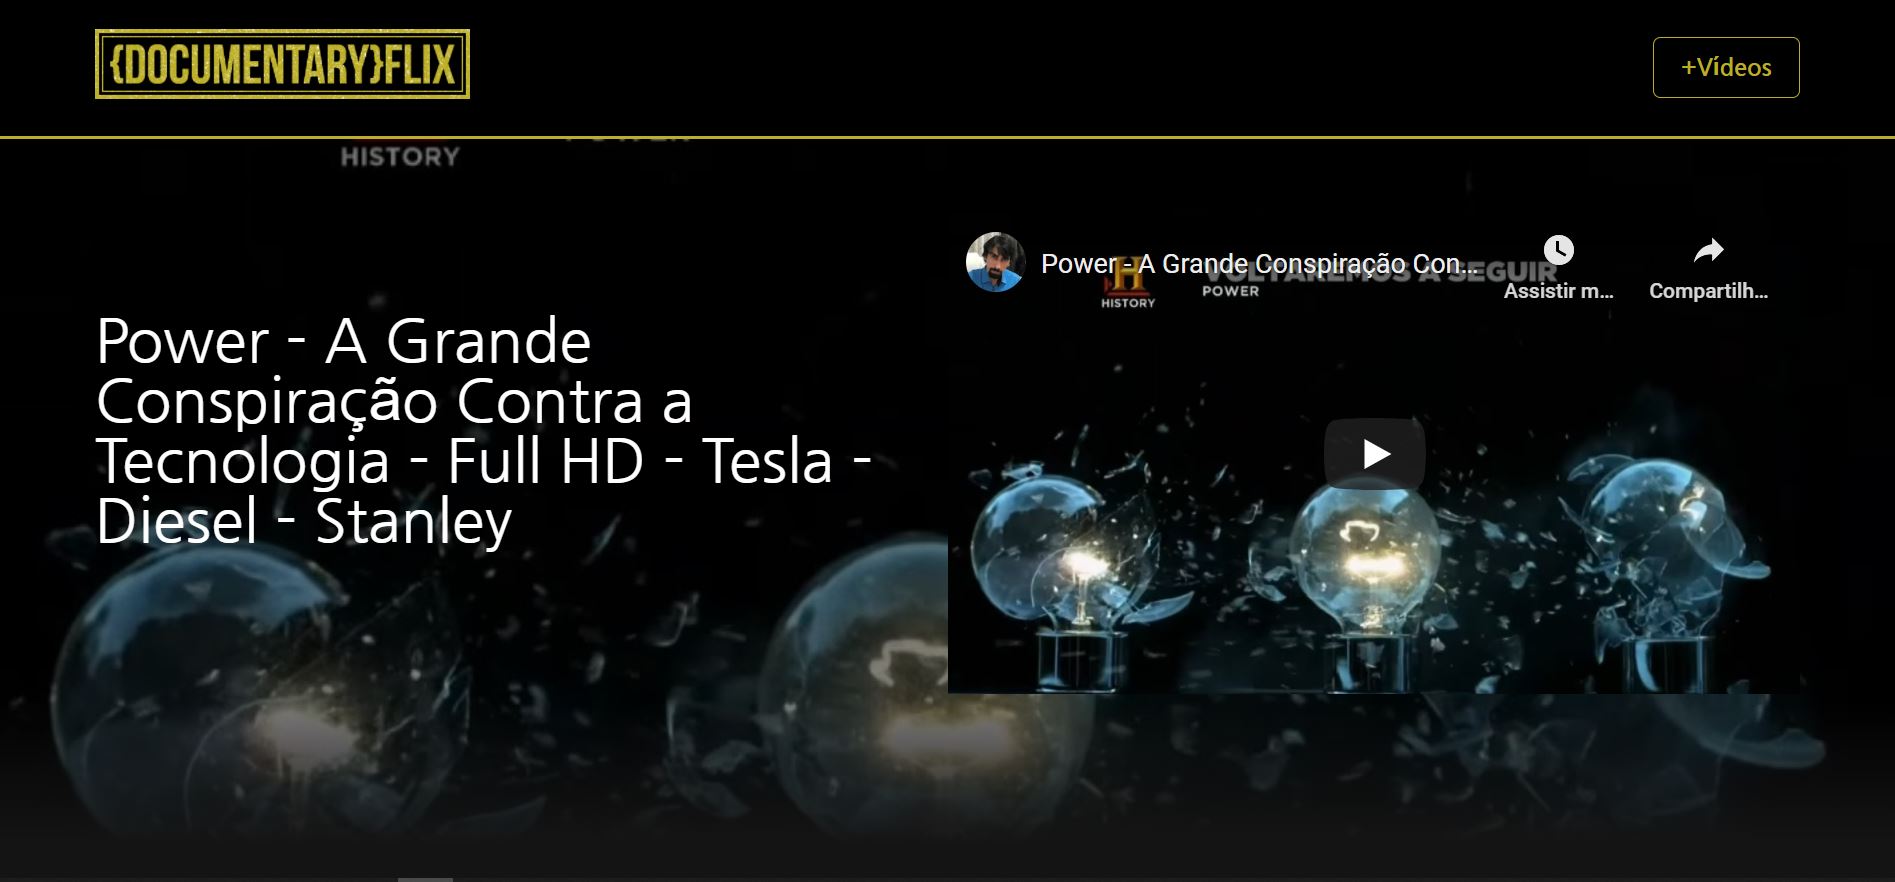 {DOCUMENTARY}FLIX
+Vídeos
HISTORY
Power - A Grande Conspiração Con...
VOLTAREMOS A SEGUIR
POWER
HISTORY
Assistir m...
Compartilh...
Power - A Grande
Conspiração Contra a
Tecnologia - Full HD - Tesla -
Diesel - Stanley